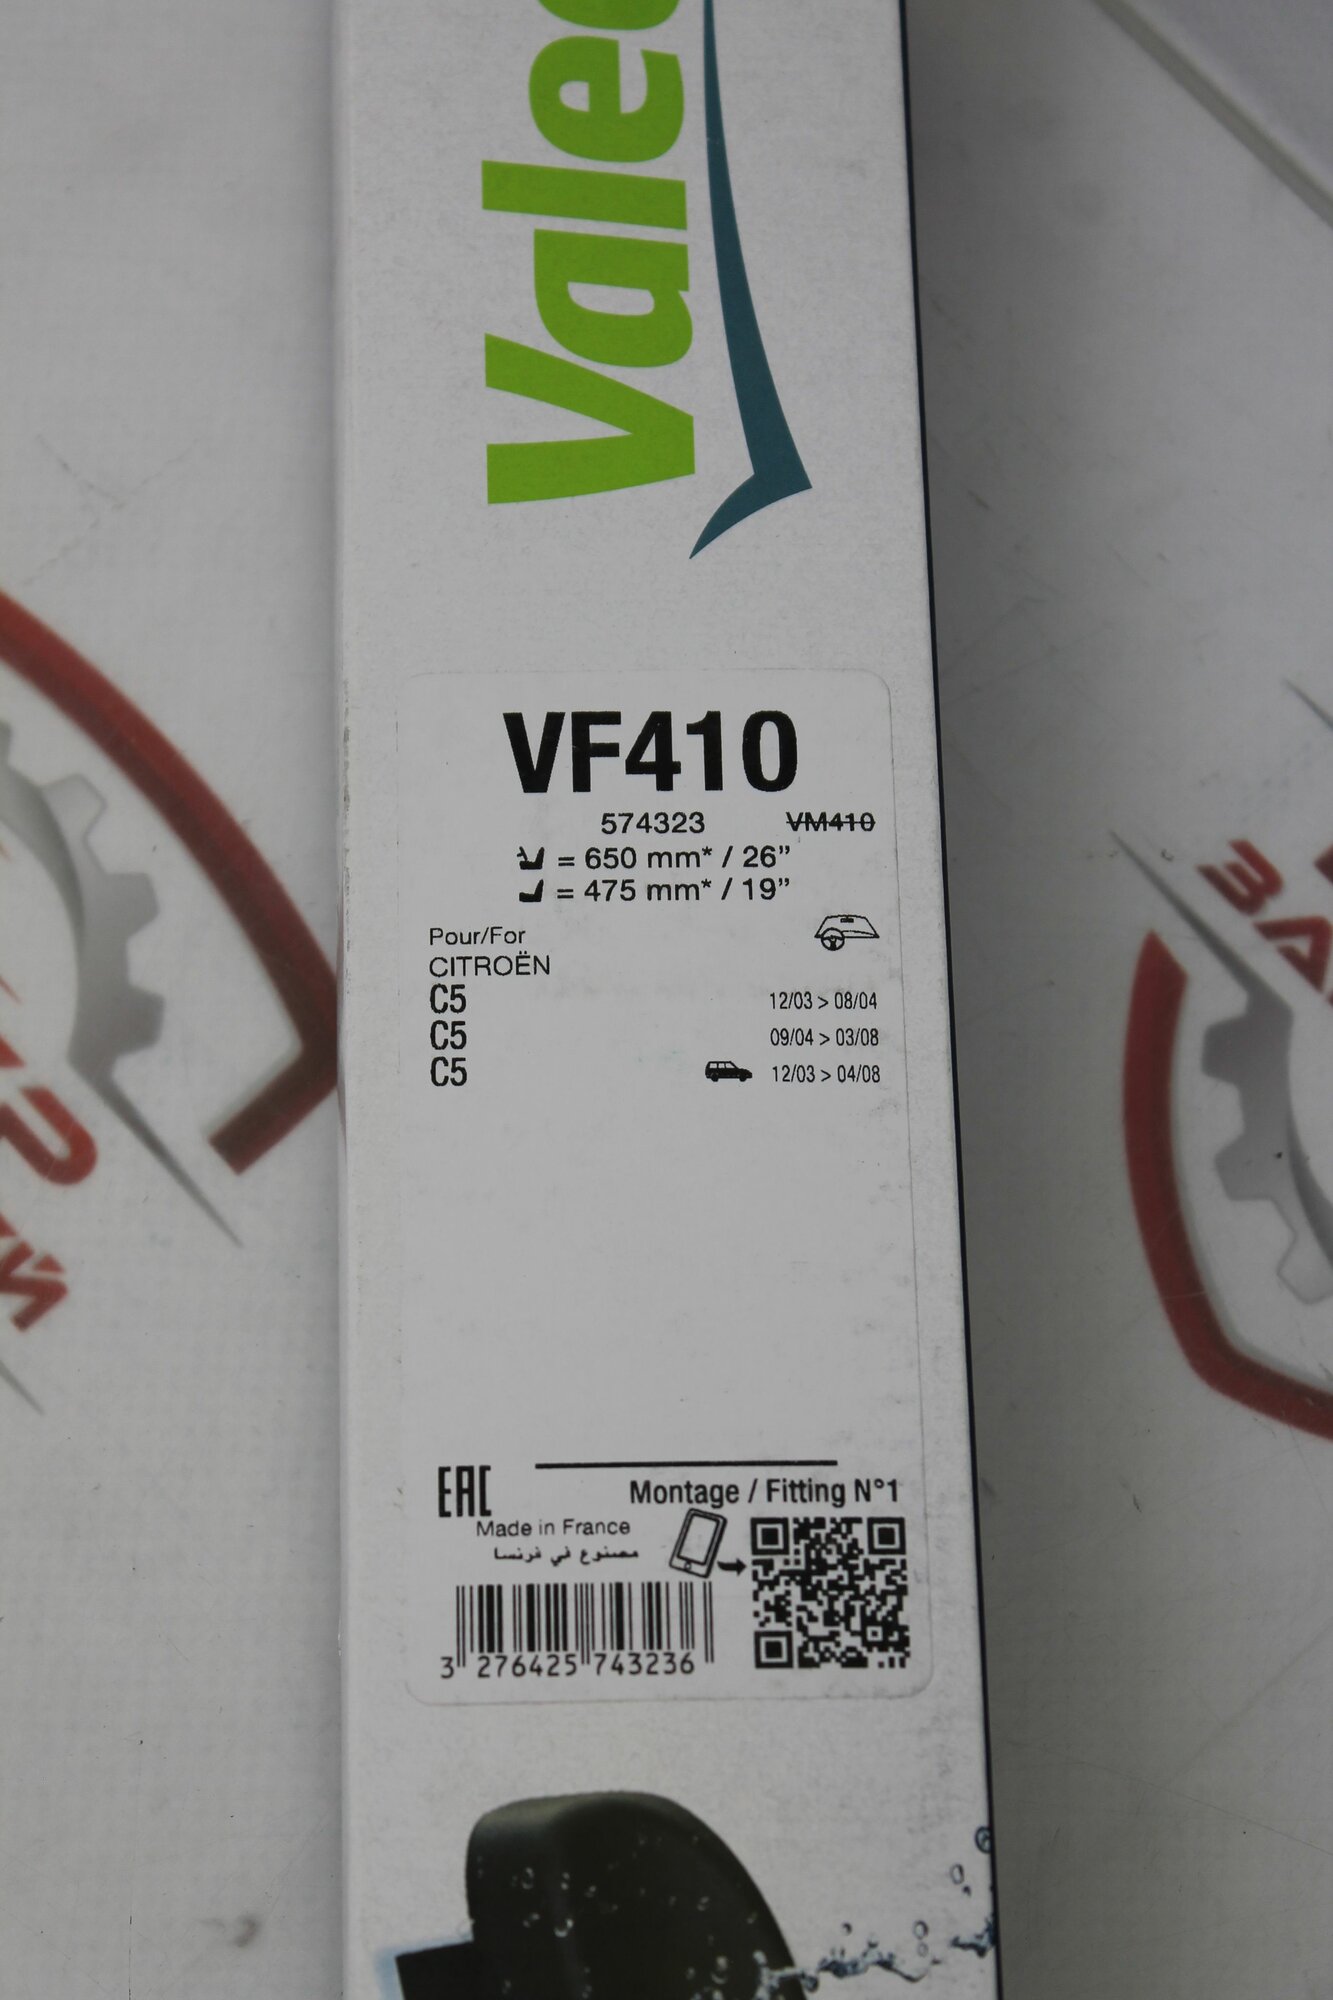 Valeo
VF410
574323 VM410
= 650 mm* / 26”
= 475 mm* / 19”
Pour/For
CITROËN
C5 12/03 > 08/04
C5 09/04 > 03/08
C5 12/03 > 04/08
EAC
Montage / Fitting N°1
Made in France
مصنوع في فرنسا
3 276425 743236